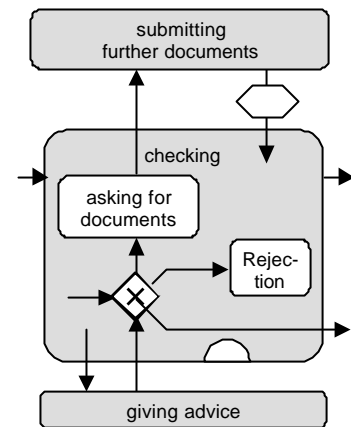 submitting
further documents
checking
asking for
documents
Rejec-
tion
giving advice